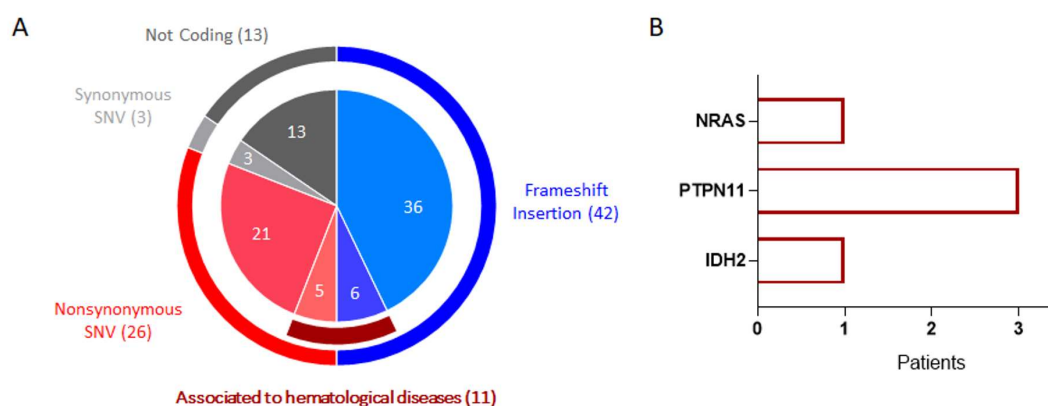 A
Not Coding (13)
Synonymous
SNV (3)
13
3
36
21
5
6
Frameshift
Insertion (42)
Nonsynonymous
SNV (26)
Associated to hematological diseases (11)
B
NRAS
PTPN11
IDH2
0 1 2 3
Patients